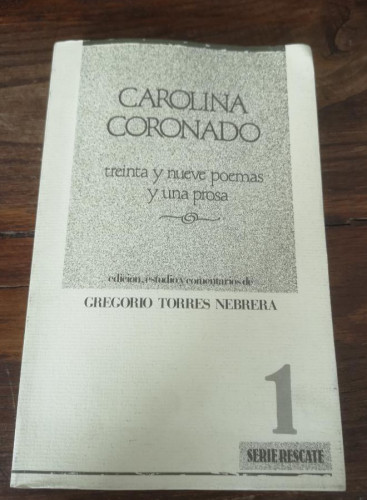 CAROLINA
CORONADO
treinta y nueve poemas
y una prosa
edición, estudio y comentarios de
GREGORIO TORRES NEBRERA
1
SERIE RESCATE